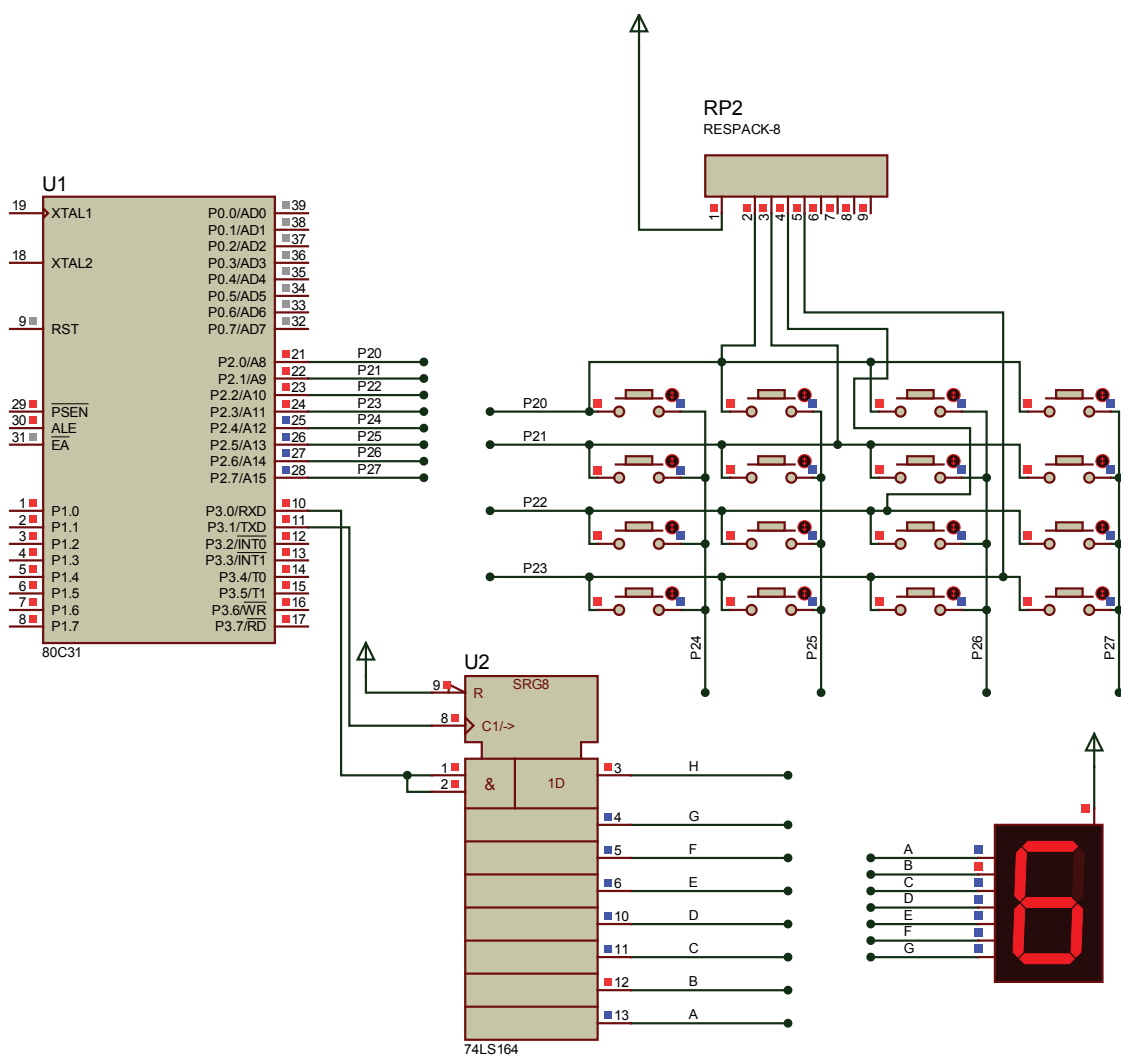 RP2
RESPACK-8
1 2 3 4 5 6 7 8 9
U1
19 XTAL1 P0.0/AD0 39
P0.1/AD1 38
P0.2/AD2 37
18 XTAL2 P0.3/AD3 36
P0.4/AD4 35
P0.5/AD5 34
P0.6/AD6 33
9 RST P0.7/AD7 32
P2.0/A8 21 P20
P2.1/A9 22 P21
P2.2/A10 23 P22
29 PSEN P2.3/A11 24 P23
30 ALE P2.4/A12 25 P24
31 EA P2.5/A13 26 P25
P2.6/A14 27 P26
P2.7/A15 28 P27
1 P1.0 P3.0/RXD 10
2 P1.1 P3.1/TXD 11
3 P1.2 P3.2/INT0 12
4 P1.3 P3.3/INT1 13
5 P1.4 P3.4/T0 14
6 P1.5 P3.5/T1 15
7 P1.6 P3.6/WR 16
8 P1.7 P3.7/RD 17
80C31
P20
P21
P22
P23
P24 P25 P26 P27
U2
SRG8
9 R
8 C1/->
1 & 1D 3 H
2
4 G
5 F
6 E
10 D
11 C
12 B
13 A
74LS164
A
B
C
D
E
F
G
6